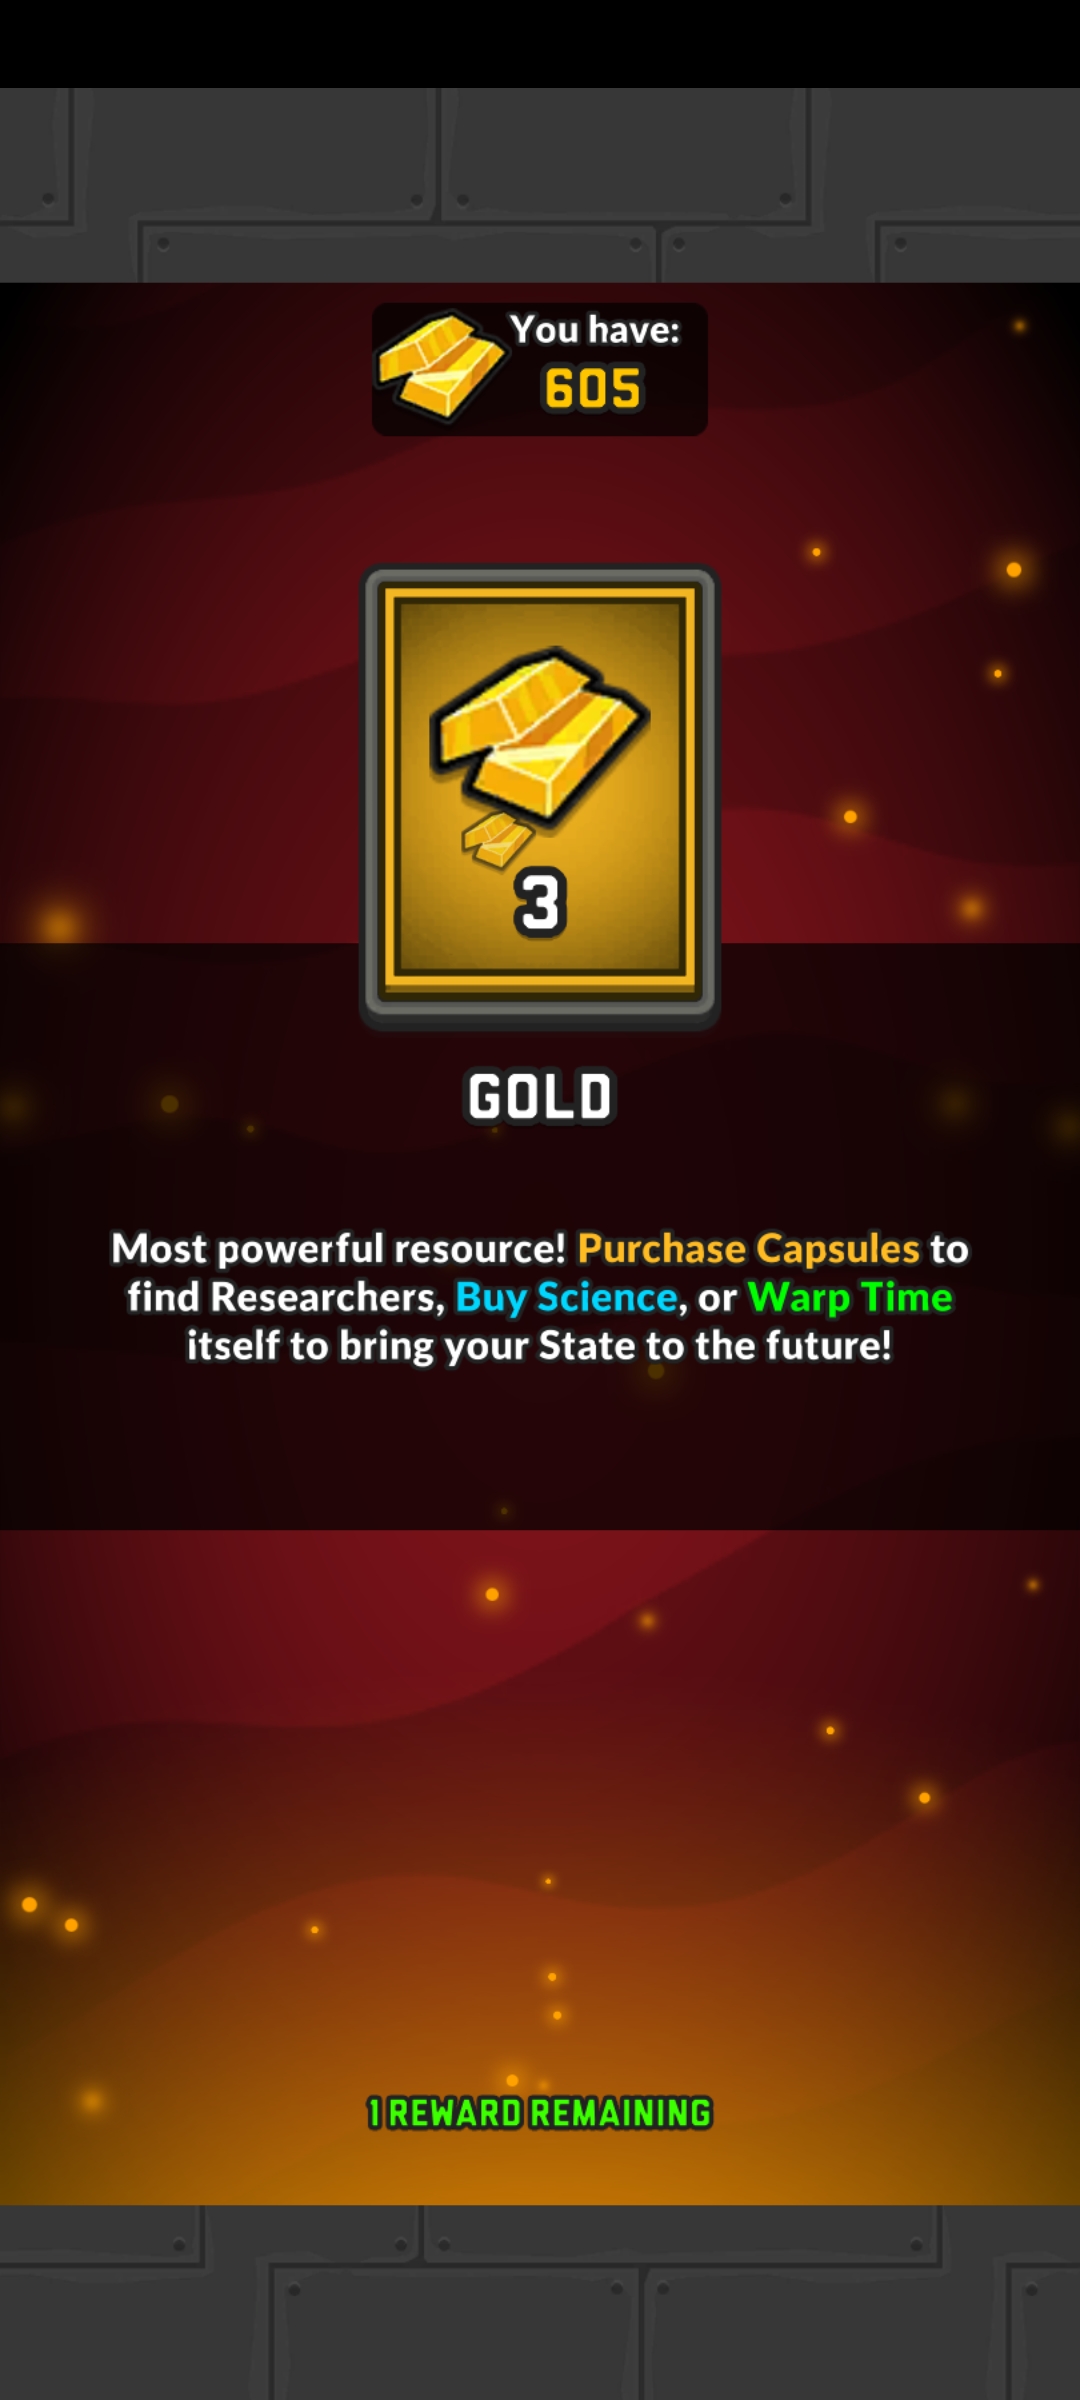 You have:
605
3
GOLD
Most powerful resource! Purchase Capsules to
find Researchers, Buy Science, or Warp Time
itself to bring your State to the future!
1 REWARD REMAINING